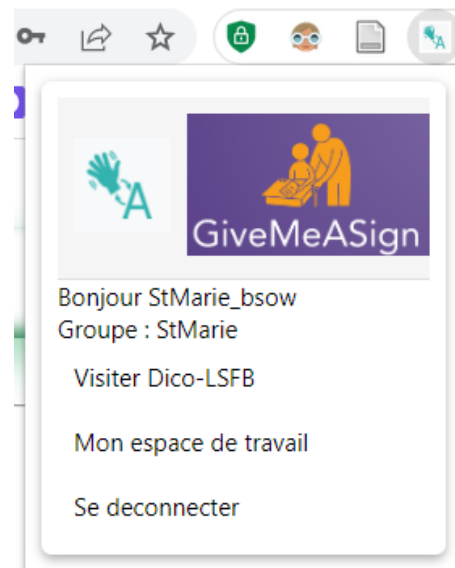 A
GiveMeASign
Bonjour StMarie_bsow
Groupe : StMarie
Visiter Dico-LSFB
Mon espace de travail
Se deconnecter